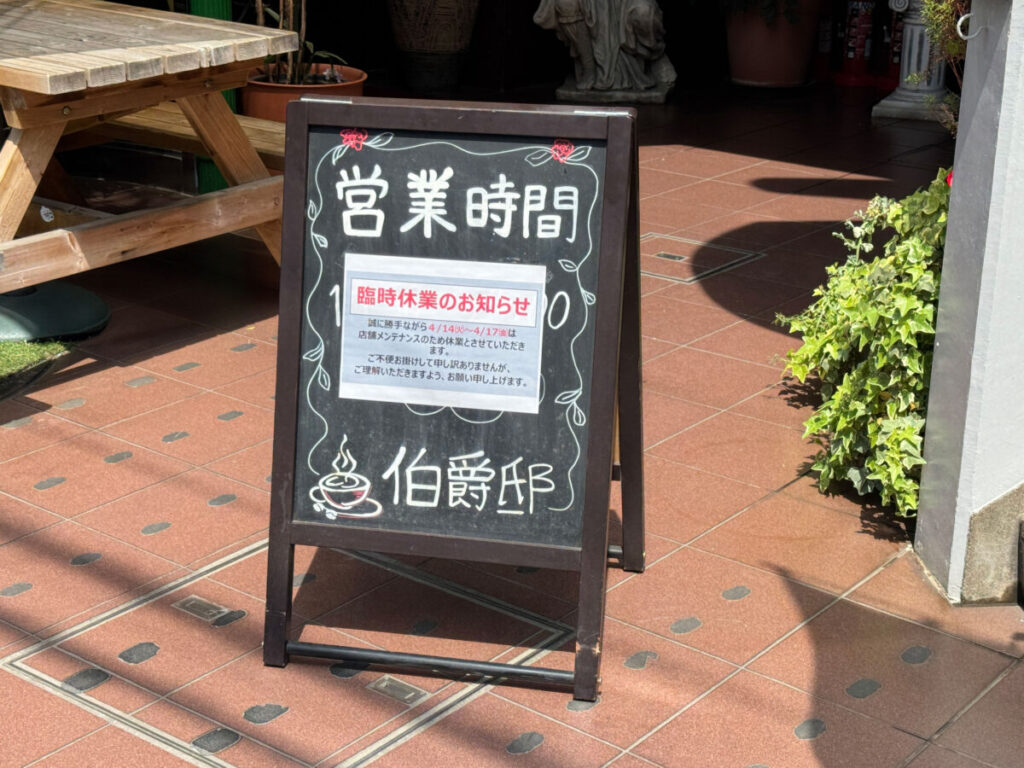 営業時間
臨時休業のお知らせ
誠に勝手ながら4/14㈫～4/17㈮は
店舗メンテナンスのため休業とさせていただき
ます。
ご不便お掛けして申し訳ありませんが、
ご理解いただきますよう、お願い申し上げます。
伯爵邸